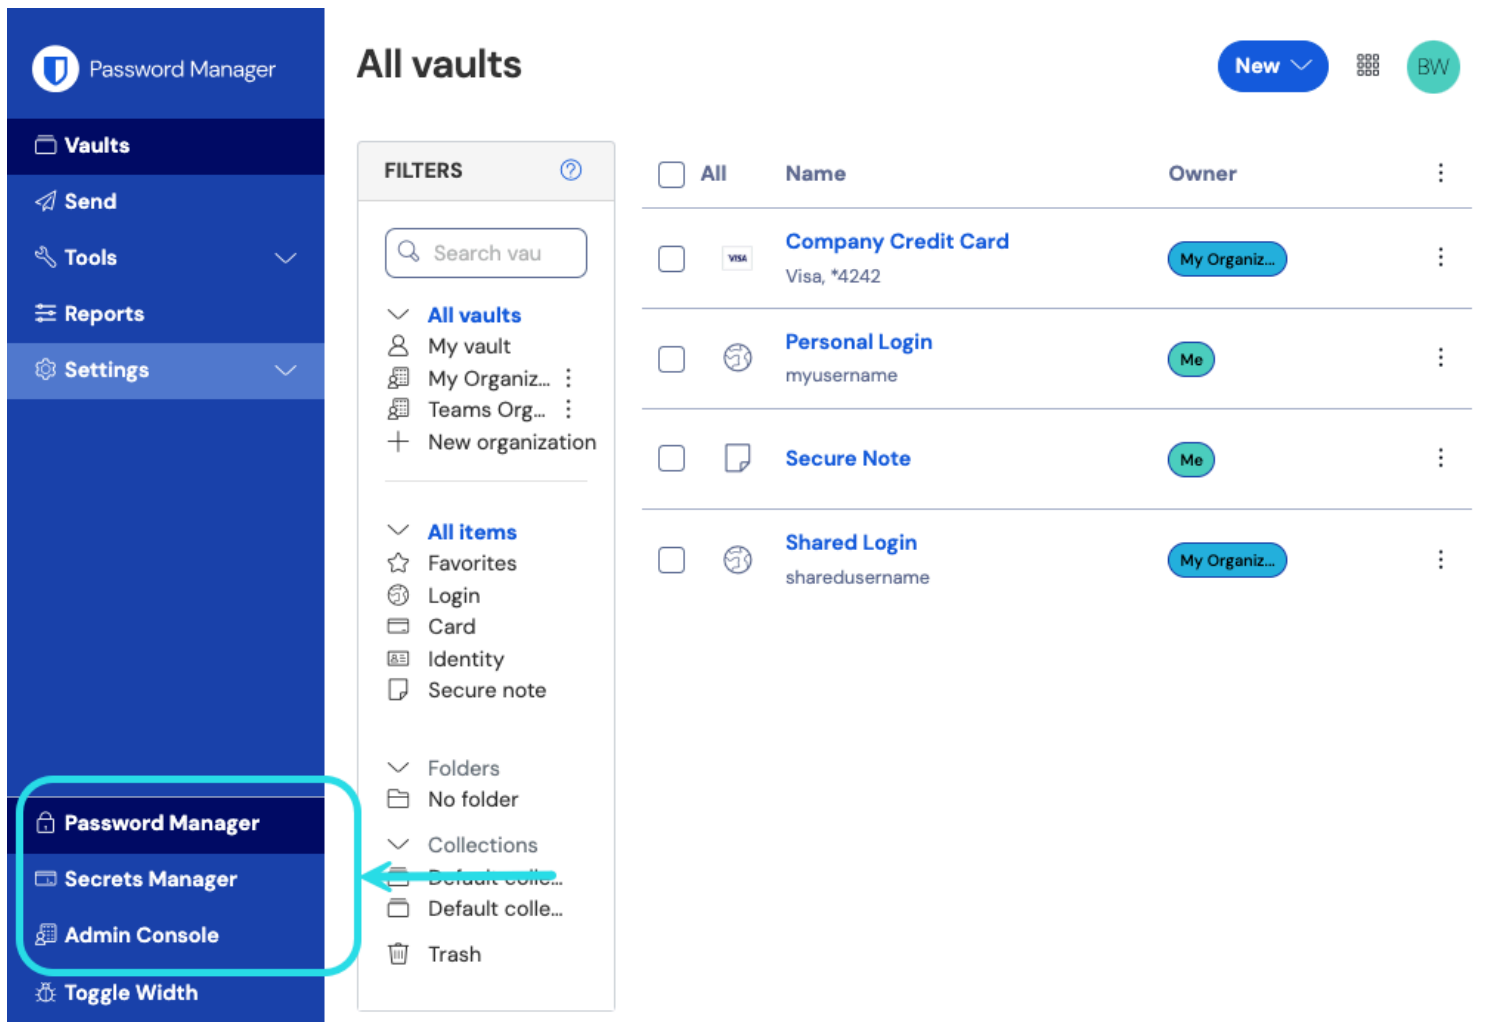 Password Manager
Vaults
Send
Tools
Reports
Settings
Password Manager
Secrets Manager
Admin Console
Toggle Width
All vaults
New
BW
FILTERS
Search vau
All vaults
My vault
My Organiz...
Teams Org...
New organization
All items
Favorites
Login
Card
Identity
Secure note
Folders
No folder
Collections
Default colle...
Default colle...
Trash
All Name Owner
VISA
Company Credit Card
Visa, *4242
My Organiz...
Personal Login
myusername
Me
Secure Note
Me
Shared Login
sharedusername
My Organiz...